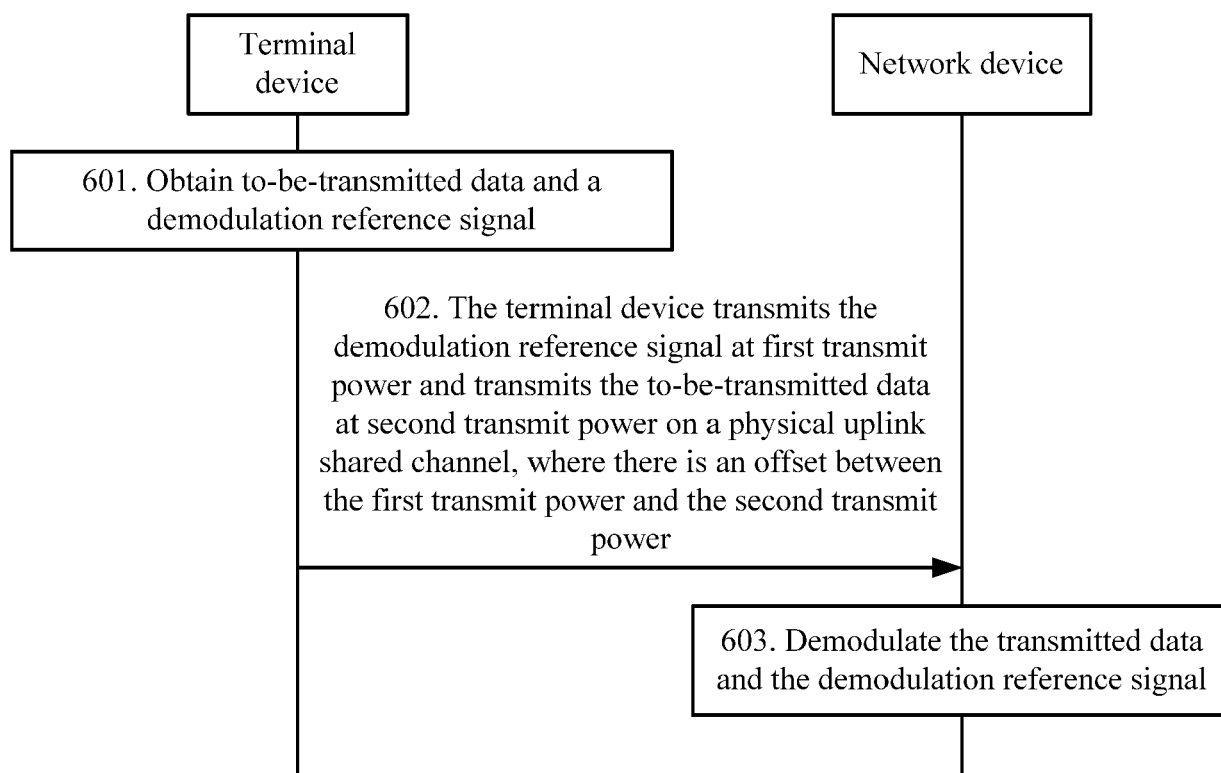 Terminal
device
Network device
601. Obtain to-be-transmitted data and a
demodulation reference signal
602. The terminal device transmits the
demodulation reference signal at first transmit
power and transmits the to-be-transmitted data
at second transmit power on a physical uplink
shared channel, where there is an offset between
the first transmit power and the second transmit
power
603. Demodulate the transmitted data
and the demodulation reference signal